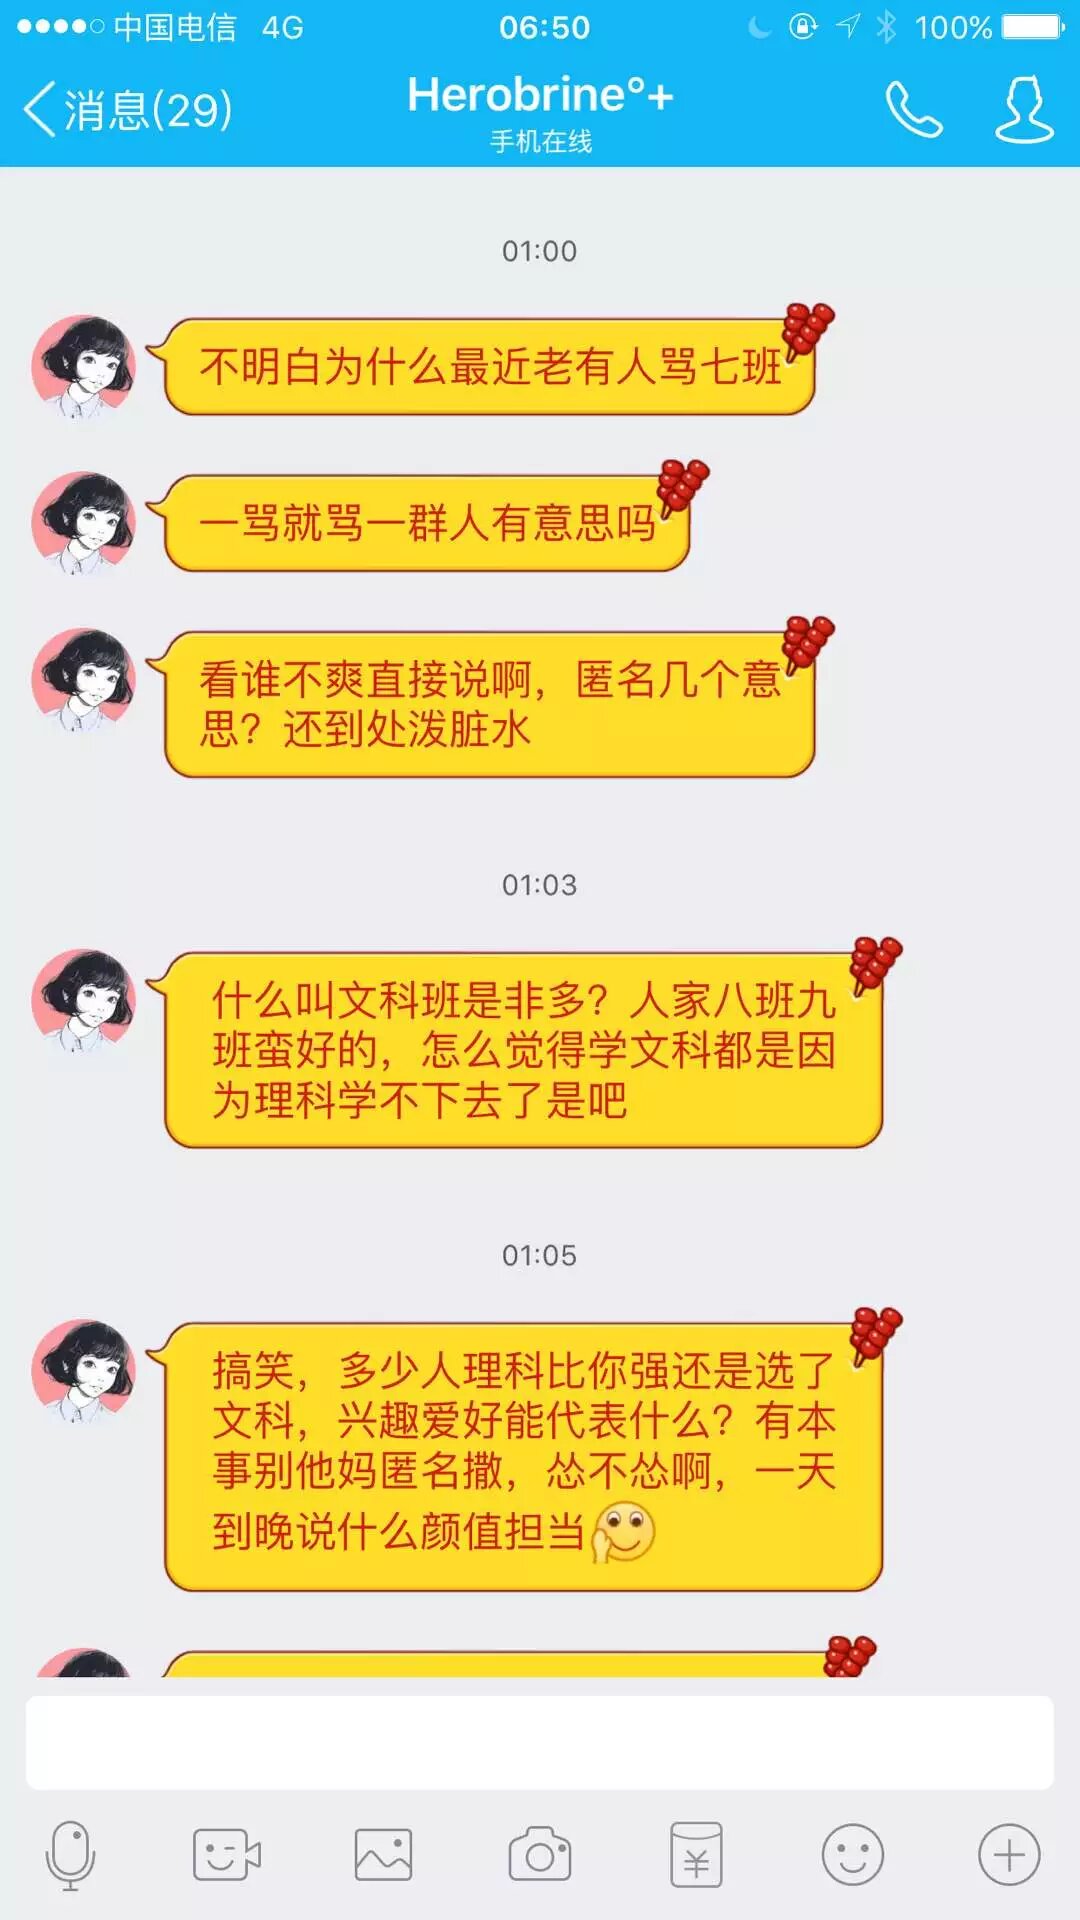 中国电信 4G 06:50 100%
消息(29) Herobrine°+
手机在线
01:00
不明白为什么最近老有人骂七班
一骂就骂一群人有意思吗
看谁不爽直接说啊，匿名几个意
思？还到处泼脏水
01:03
什么叫文科班是非多？人家八班九
班蛮好的，怎么觉得学文科都是因
为理科学不下去了是吧
01:05
搞笑，多少人理科比你强还是选了
文科，兴趣爱好能代表什么？有本
事别他妈匿名撒，怂不怂啊，一天
到晚说什么颜值担当
¥